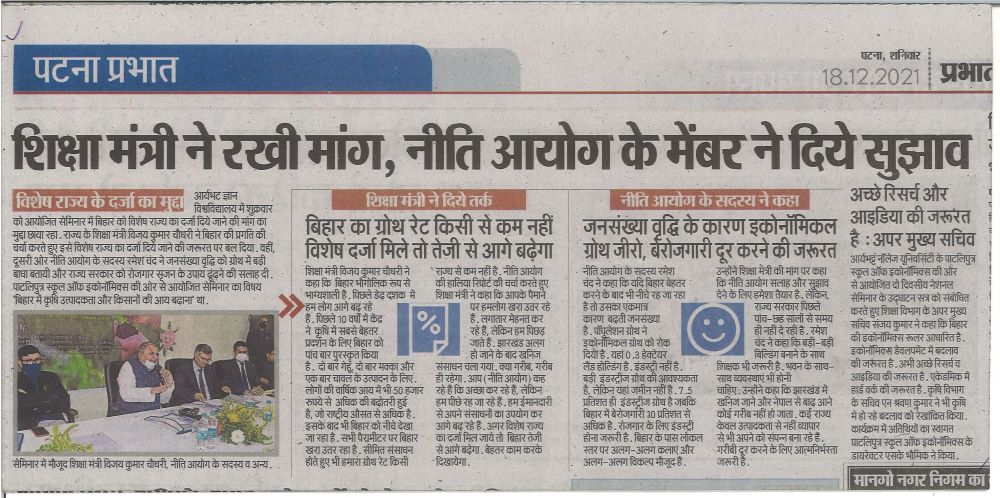 पटना प्रभात
पटना, शनिवार
18.12.2021
प्रभात
शिक्षा मंत्री ने रखी मांग, नीति आयोग के मेंबर ने दिये सुझाव
विशेष राज्य के दर्जा का मुद्दा
आर्यभट ज्ञान
विश्वविद्यालय में शुक्रवार
को आयोजित सेमिनार में बिहार को विशेष राज्य का दर्जा दिये जाने की मांग का
मुद्दा छाया रहा. राज्य के शिक्षा मंत्री विजय कुमार चौधरी ने बिहार की प्रगति की
चर्चा करते हुए इसे विशेष राज्य का दर्जा दिये जाने की जरूरत पर बल दिया. वहीं,
दूसरी ओर नीति आयोग के सदस्य रमेश चंद ने जनसंख्या वृद्धि को ग्रोथ में बड़ी
बाधा बतायी और राज्य सरकार को रोजगार सृजन के उपाय ढूंढने की सलाह दी.
पाटलिपुत्र स्कूल ऑफ इकोनॉमिक्स की ओर से आयोजित सेमिनार का विषय
'बिहार में कृषि उत्पादकता और किसानों की आय बढ़ाना' था.
सेमिनार में मौजूद शिक्षा मंत्री विजय कुमार चौधरी, नीति आयोग के सदस्य व अन्य.
शिक्षा मंत्री ने दिये तर्क
बिहार का ग्रोथ रेट किसी से कम नहीं
विशेष दर्जा मिले तो तेजी से आगे बढ़ेगा
शिक्षा मंत्री विजय कुमार चौधरी ने
कहा कि बिहार भौगोलिक रूप से
भाग्यशाली है. पिछले डेढ़ दशक में
हम लोग आगे बढ़ रहे
हैं. पिछले 10 वर्षों में केंद्र
ने कृषि में सबसे बेहतर
प्रदर्शन के लिए बिहार को
पांच बार पुरस्कृत किया
है. दो बार गेहूं, दो बार मक्का और
एक बार चावल के उत्पादन के लिए.
लोगों की वार्षिक आय में भी 50 हजार
रुपये से अधिक की बढ़ोतरी हुई
है, जो राष्ट्रीय औसत से अधिक है.
इसके बाद भी बिहार को नीचे देखा
जा रहा है. सभी पैरामीटर पर बिहार
खरा उतर रहा है. सीमित संसाधन
होते हुए भी हमारा ग्रोथ रेट किसी
राज्य से कम नहीं है. नीति आयोग
की हालिया रिपोर्ट की चर्चा करते हुए
शिक्षा मंत्री ने कहा कि आपके पैमाने
पर हमलोग खरा उतर रहे
हैं. लगातार मेहनत कर
रहे हैं, लेकिन हम पिछड़
जाते हैं. झारखंड अलग
हो जाने के बाद खनिज
संसाधन चला गया. क्या गरीब, गरीब
ही रहेगा. आप (नीति आयोग) कह
रहे हैं कि अच्छा कर रहे हैं, लेकिन
हम पीछे रह जा रहे हैं. हम ईमानदारी
से अपने संसाधनों का उपयोग कर
आगे बढ़ रहे हैं. अगर विशेष राज्य
का दर्जा मिल जाये तो बिहार तेजी
से आगे बढ़ेगा. बेहतर काम करके
दिखायेगा.
नीति आयोग के सदस्य ने कहा
जनसंख्या वृद्धि के कारण इकोनॉमिकल
ग्रोथ जीरो, बेरोजगारी दूर करने की जरूरत
नीति आयोग के सदस्य रमेश
चंद ने कहा कि यदि बिहार बेहतर
करने के बाद भी नीचे रह जा रहा
है तो उसका एकमात्र
कारण बढ़ती जनसंख्या
है. पॉपुलेशन ग्रोथ ने
इकोनॉमिकल ग्रोथ को रोक
दिया है. यहां 0.3 हेक्टेयर
लैंड होल्डिंग है. इंडस्ट्री नहीं है.
बड़ी इंडस्ट्रीज ग्रोथ की आवश्यकता
है, लेकिन यहां जमीन नहीं है. 7.5
प्रतिशत ही इंडस्ट्रीज ग्रोथ है जबकि
बिहार में बेरोजगारी 10 प्रतिशत से
अधिक है. रोजगार के लिए इंडस्ट्री
होना जरूरी है. बिहार के पास लोकल
स्तर पर अलग-अलग कलाएं और
अलग-अलग विकल्प मौजूद हैं.
उन्होंने शिक्षा मंत्री की मांग पर कहा
कि नीति आयोग सलाह और सुझाव
देने के लिए हमेशा तैयार है. लेकिन,
राज्य सरकार पिछले
पांच-छह सालों से समय
ही नहीं दे रही है. रमेश
चंद ने कहा कि बड़ी-बड़ी
बिल्डिंग बनाने के साथ
शिक्षक भी जरूरी हैं. भवन के साथ-
साथ व्यवस्थाएं भी होनी
चाहिए. उन्होंने कहा कि झारखंड में
खनिज जाने और नेपाल से बाढ़ आने
कोई गरीब नहीं हो जाता. कई राज्य
केवल उत्पादकता से नहीं व्यापार
से भी अपने को संपन्न बना रहे हैं.
गरीबी दूर करने के लिए आत्मनिर्भरता
जरूरी है.
अच्छे रिसर्च और
आइडिया की जरूरत
है : अपर मुख्य सचिव
आर्यभट्ट नॉलेज यूनिवर्सिटी के पाटलिपुत्र
स्कूल ऑफ इकोनॉमिक्स की ओर
से आयोजित दो दिवसीय नेशनल
सेमिनार के उद्घाटन सत्र को संबोधित
करते हुए शिक्षा विभाग के अपर मुख्य
सचिव संजय कुमार ने कहा कि बिहार
की इकोनॉमिक्स रूलर आधारित है.
इकोनॉमिक्स डेवलपमेंट में बदलाव
की जरूरत है. अभी अच्छे रिसर्च व
आइडिया की जरूरत है. एकेडमिक में
हार्ड वर्क की जरूरत है. कृषि विभाग
के सचिव एन श्रवण कुमार ने भी कृषि
में हो रहे बदलाव को रेखांकित किया.
कार्यक्रम में अतिथियों का स्वागत
पाटलिपुत्र स्कूल ऑफ इकोनॉमिक्स के
डायरेक्टर एसके भौमिक ने किया.
मानगो नगर निगम का